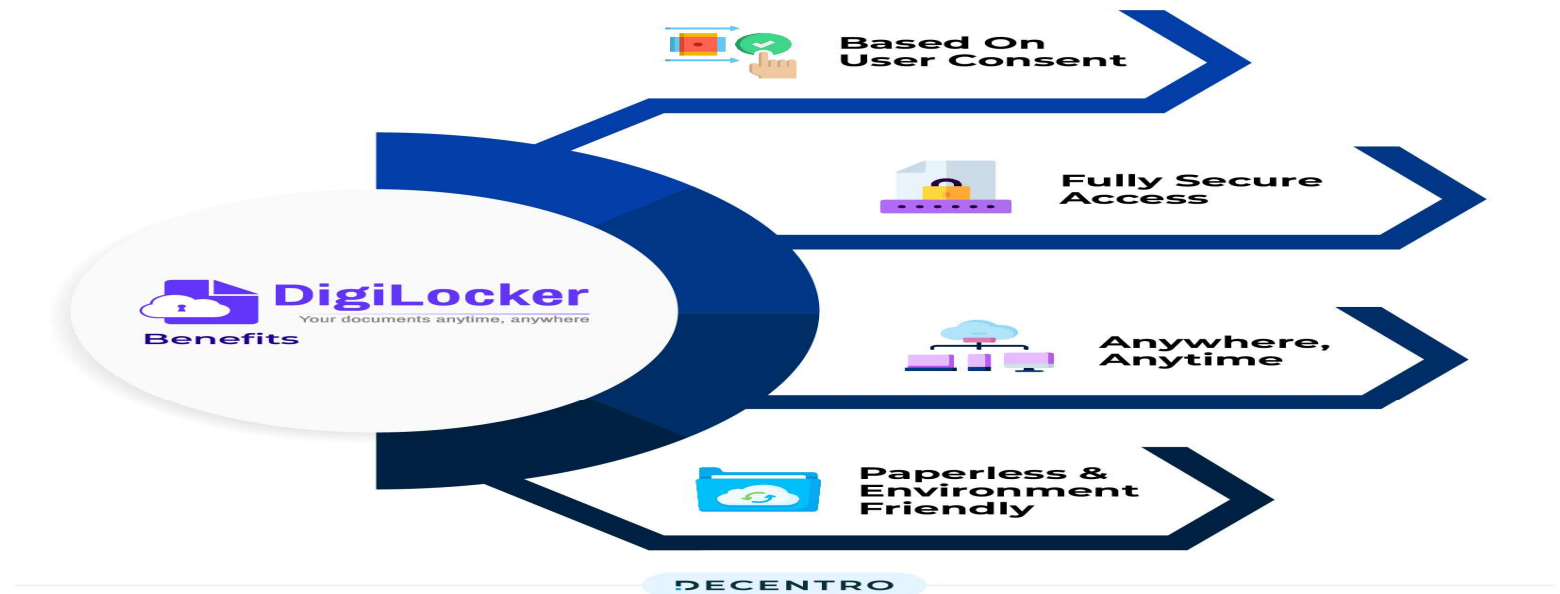 Based On
User Consent
Fully Secure
Access
DigiLocker
Your documents anytime, anywhere
Benefits
Anywhere,
Anytime
Paperless &
Environment
Friendly
DECENTRO